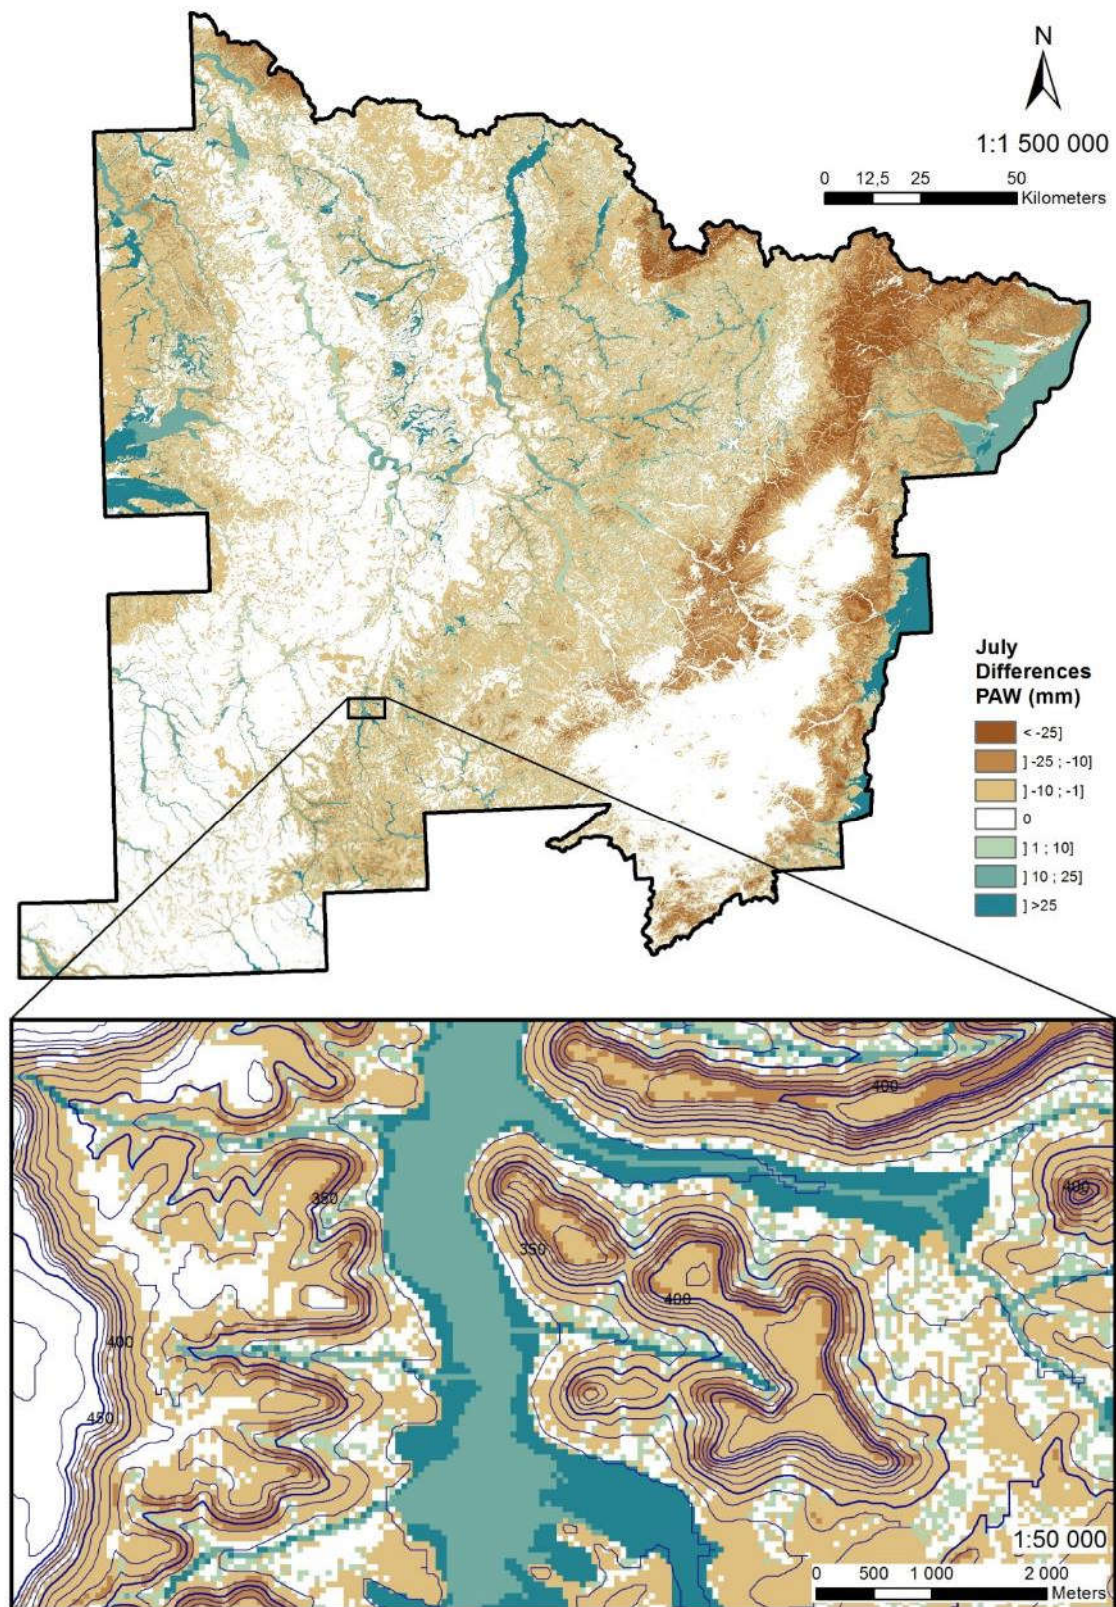 N
1:1 500 000
0 12,5 25 50
Kilometers
July
Differences
PAW (mm)
< -25]
] -25 ; -10]
] -10 ; -1]
0
] 1 ; 10]
] 10 ; 25]
] >25
400
400
350
350
400
400
450
1:50 000
0 500 1 000 2 000
Meters